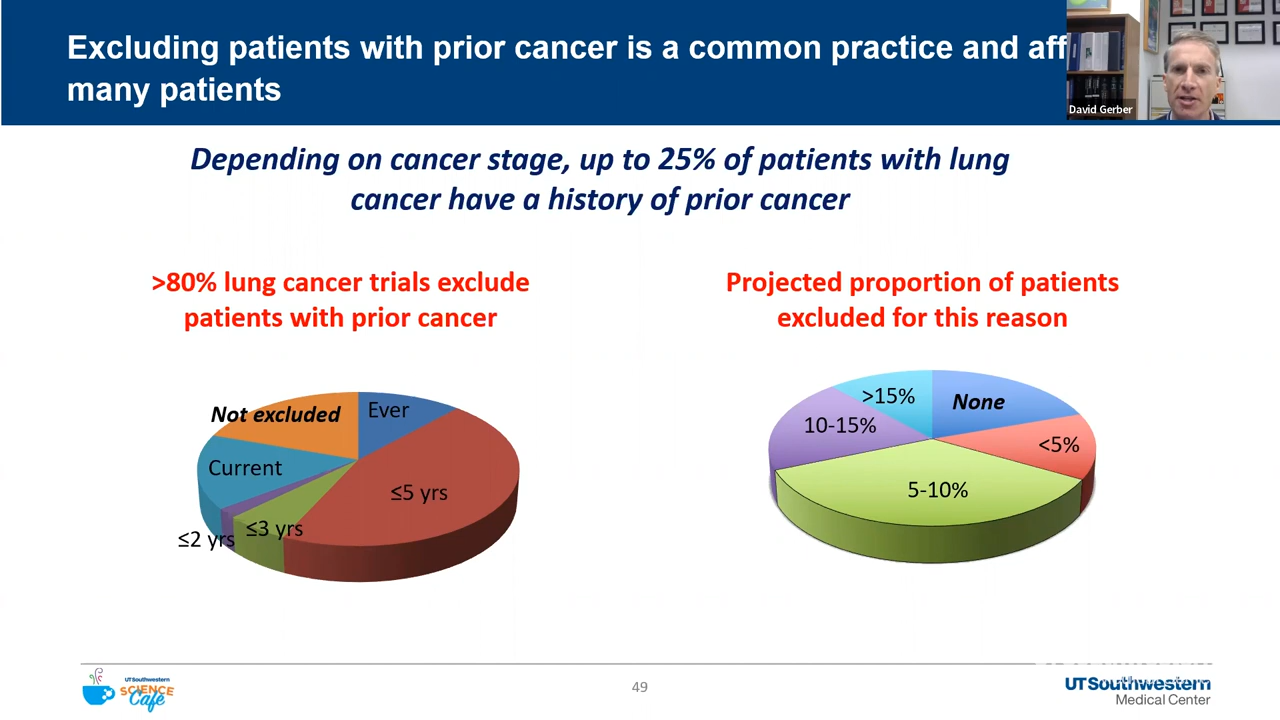 Excluding patients with prior cancer is a common practice and aff
many patients
David Gerber
Depending on cancer stage, up to 25% of patients with lung
cancer have a history of prior cancer
>80% lung cancer trials exclude
patients with prior cancer
Projected proportion of patients
excluded for this reason
Not excluded
Ever
Current
≤5 yrs
≤3 yrs
≤2 yrs
>15%
None
10-15%
<5%
5-10%
UT Southwestern
SCIENCE
Café
49
UTSouthwestern
Medical Center